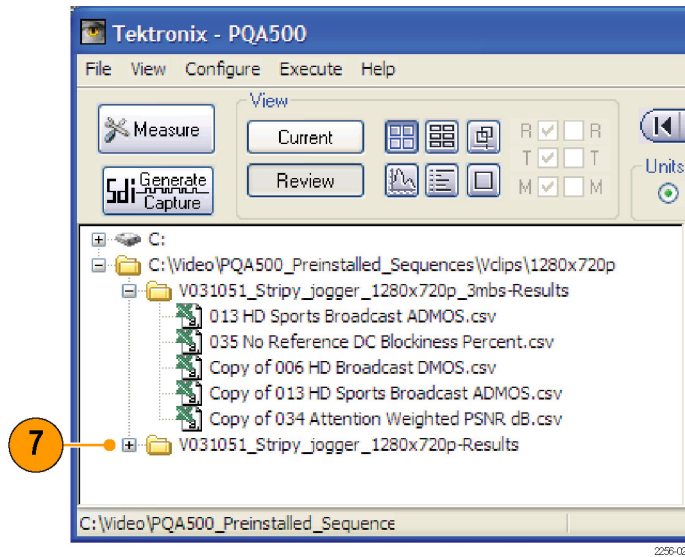 Tektronix - PQA500
File View Configure Execute Help
View
Measure
Current
R R
T T
M M
Units
Sdi Generate Capture
Review
C:
C:\Video\PQA500_Preinstalled_Sequences\Vclips\1280x720p
V031051_Stripy_jogger_1280x720p_3mbs-Results
013 HD Sports Broadcast ADMOS.csv
035 No Reference DC Blockiness Percent.csv
Copy of 006 HD Broadcast DMOS.csv
Copy of 013 HD Sports Broadcast ADMOS.csv
Copy of 034 Attention Weighted PSNR dB.csv
7
V031051_Stripy_jogger_1280x720p-Results
C:\Video\PQA500_Preinstalled_Sequence
2256-02